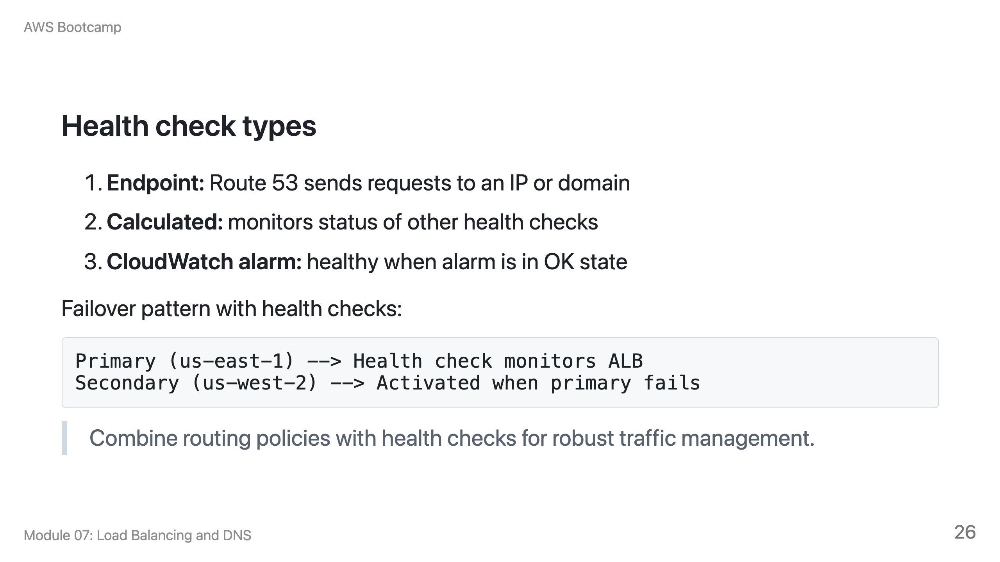 AWS Bootcamp
Health check types
1. Endpoint: Route 53 sends requests to an IP or domain
2. Calculated: monitors status of other health checks
3. CloudWatch alarm: healthy when alarm is in OK state
Failover pattern with health checks:
Primary (us-east-1) --> Health check monitors ALB
Secondary (us-west-2) --> Activated when primary fails
Combine routing policies with health checks for robust traffic management.
Module 07: Load Balancing and DNS
26